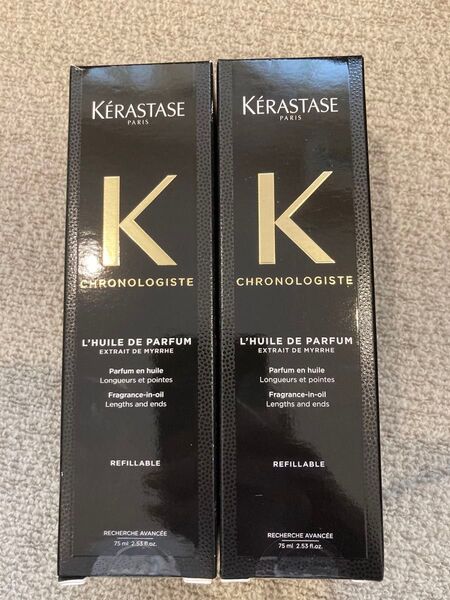 KÉRASTASE
PARIS
K
CHRONOLOGISTE
L'HUILE DE PARFUM
EXTRAIT DE MYRRHE
Parfum en huile
Longueurs et pointes
Fragrance-in-oil
Lengths and ends
REFILLABLE
RECHERCHE AVANCÉE
75 ml 2.53 fl.oz.
KÉRASTASE
PARIS
K
CHRONOLOGISTE
L'HUILE DE PARFUM
EXTRAIT DE MYRRHE
Parfum en huile
Longueurs et pointes
Fragrance-in-oil
Lengths and ends
REFILLABLE
RECHERCHE AVANCÉE
75 ml 2.53 fl.oz.